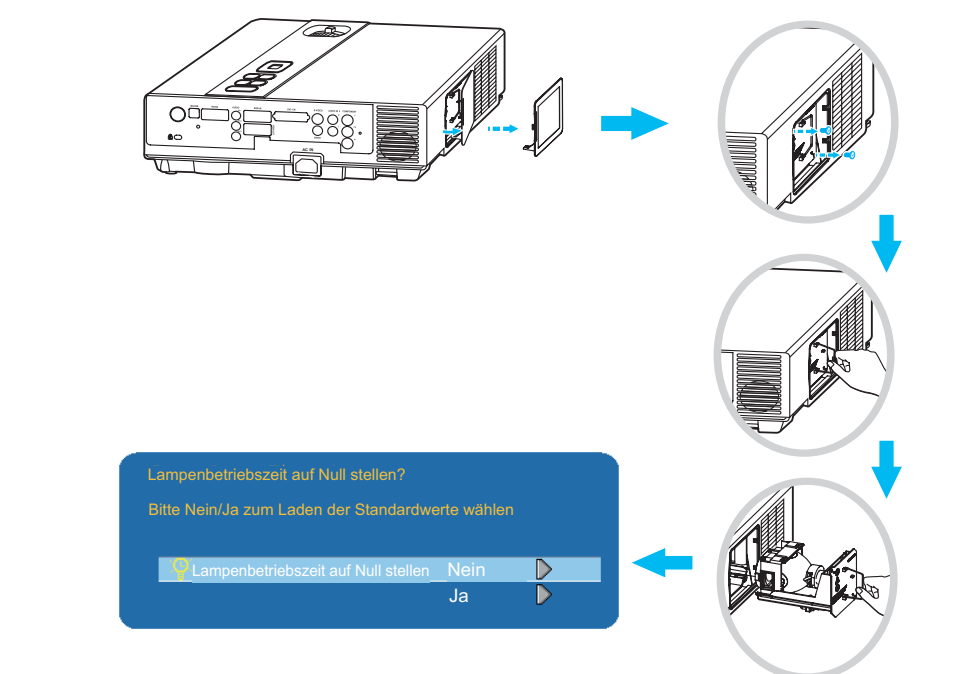 AC IN
Lampenbetriebszeit auf Null stellen?
Bitte Nein/Ja zum Laden der Standardwerte wählen
Lampenbetriebszeit auf Null stellen Nein
Ja